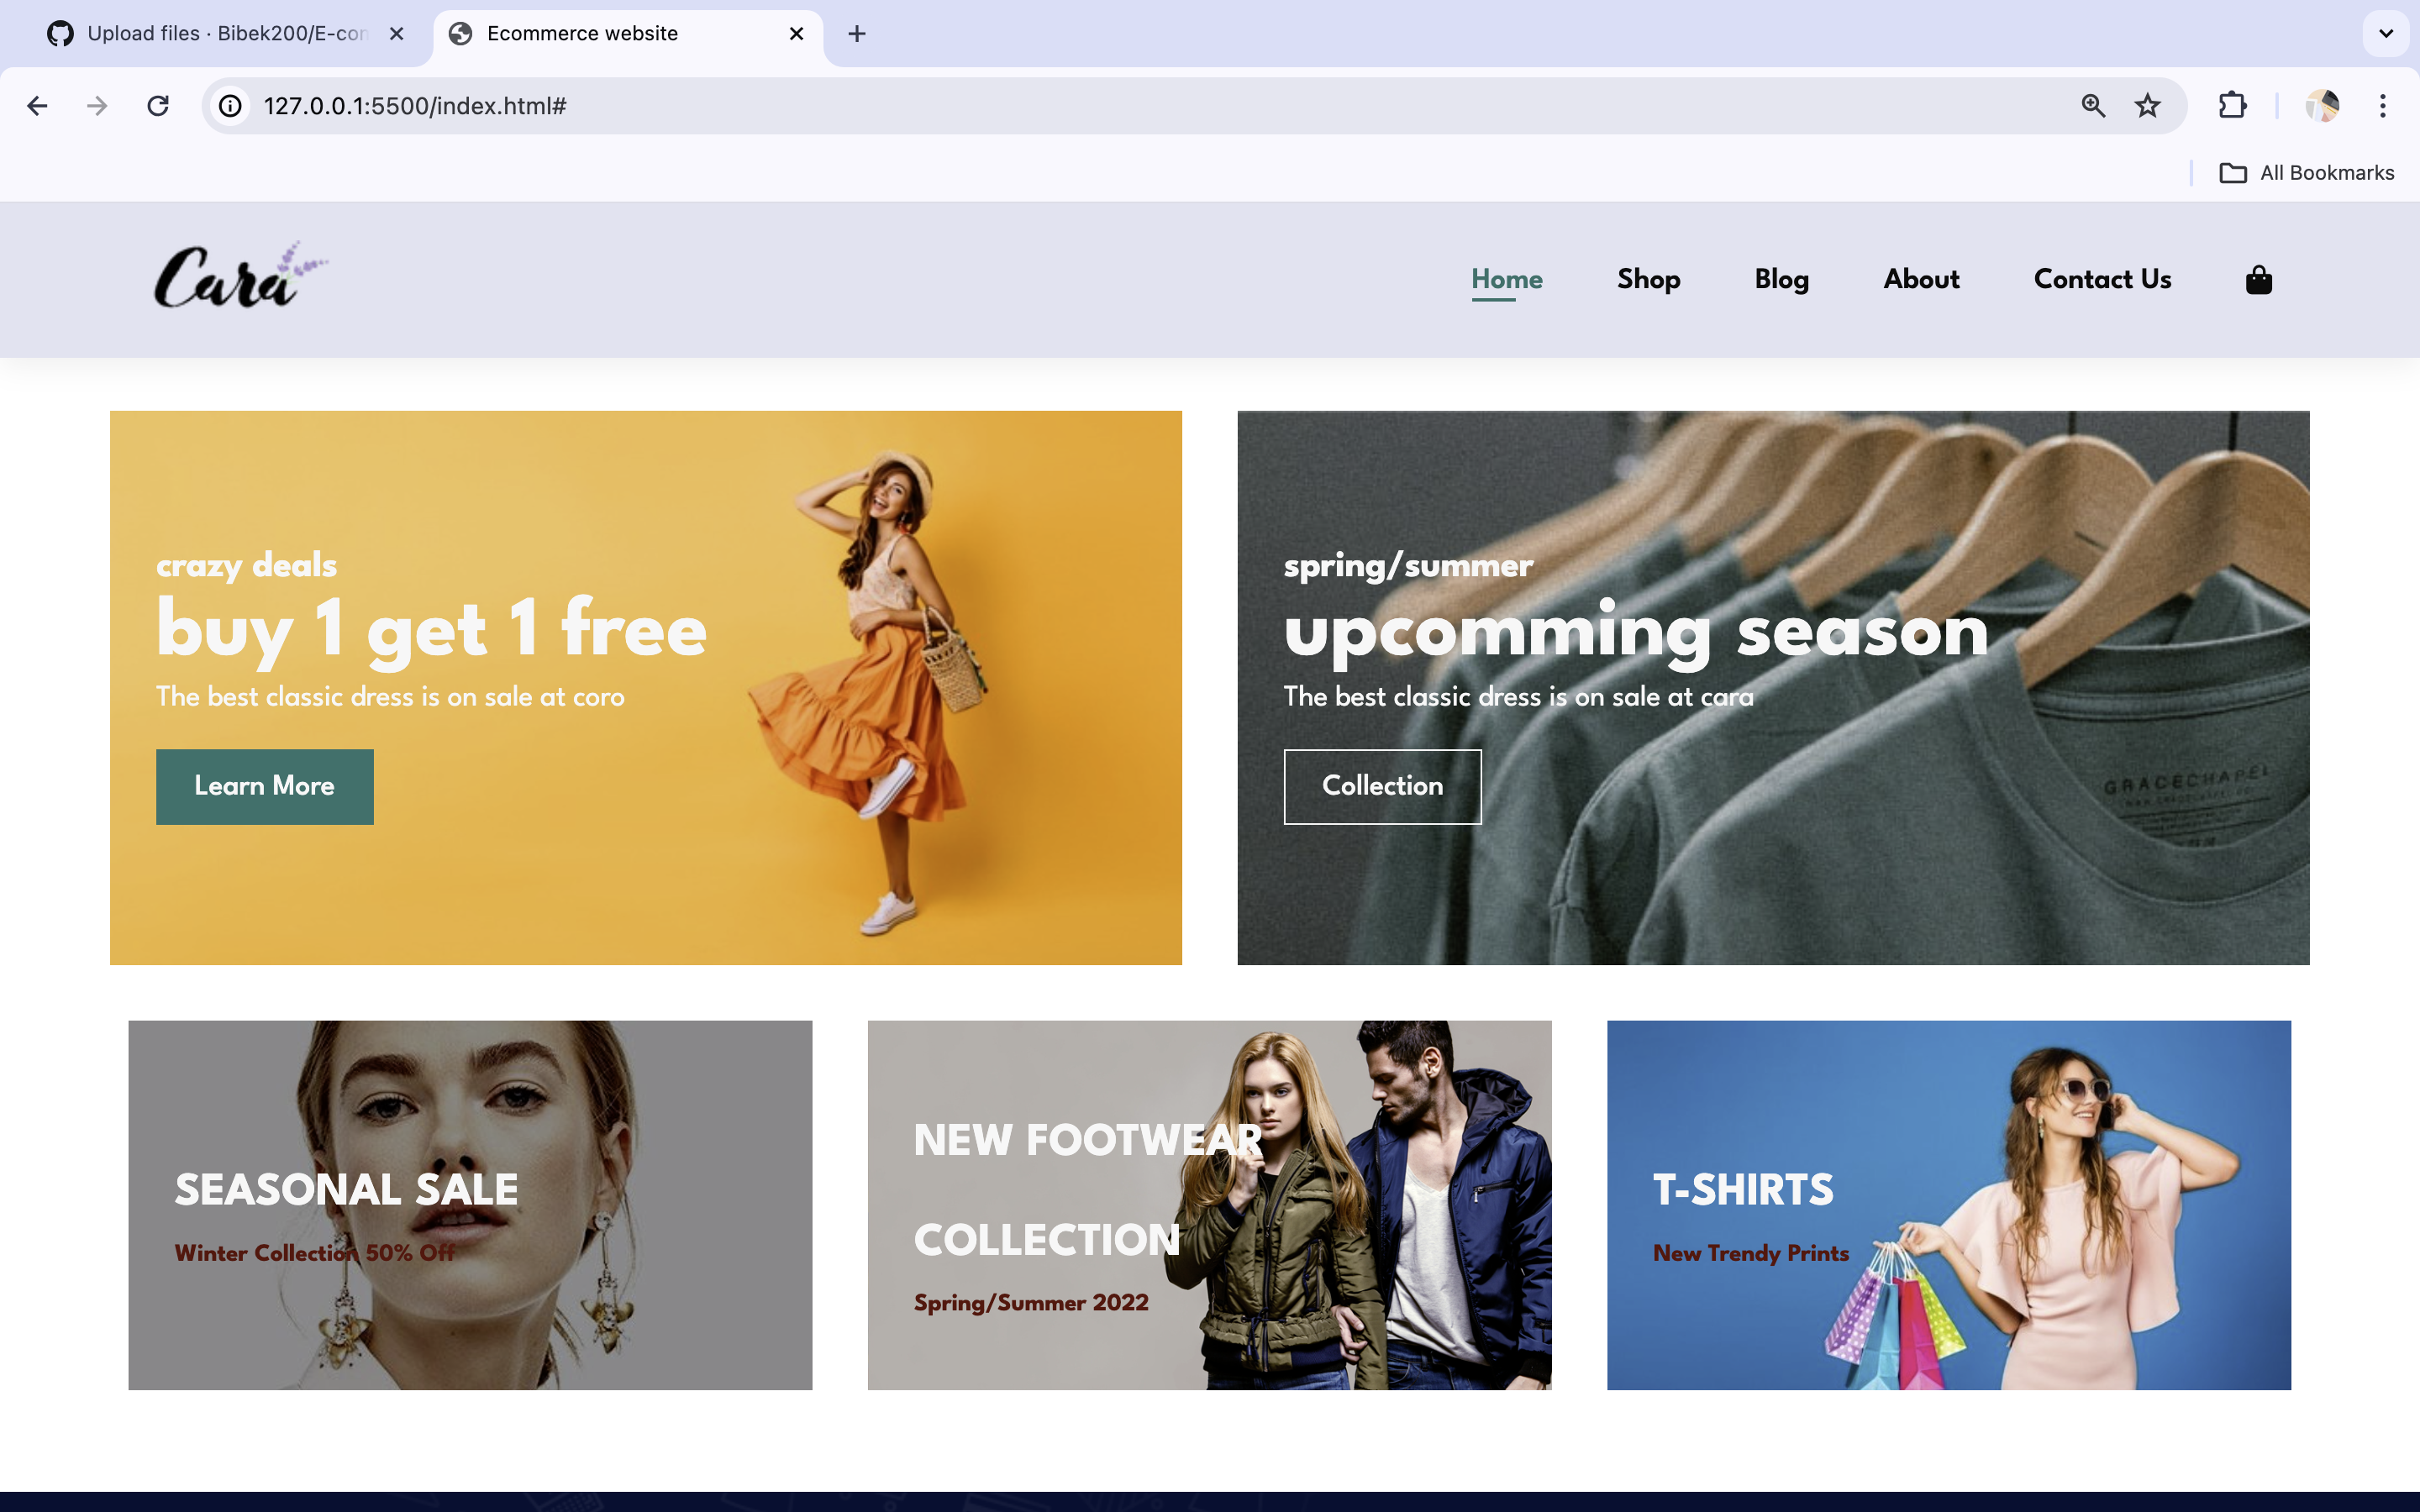 Upload files · Bibek200/E-con
Ecommerce website
127.0.0.1:5500/index.html#
All Bookmarks
Cara
Home Shop Blog About Contact Us
crazy deals
buy 1 get 1 free
The best classic dress is on sale at coro
Learn More
spring/summer
upcomming season
The best classic dress is on sale at cara
Collection
GRACECHAPEL
SEASONAL SALE
Winter Collection 50% Off
NEW FOOTWEAR
COLLECTION
Spring/Summer 2022
T-SHIRTS
New Trendy Prints